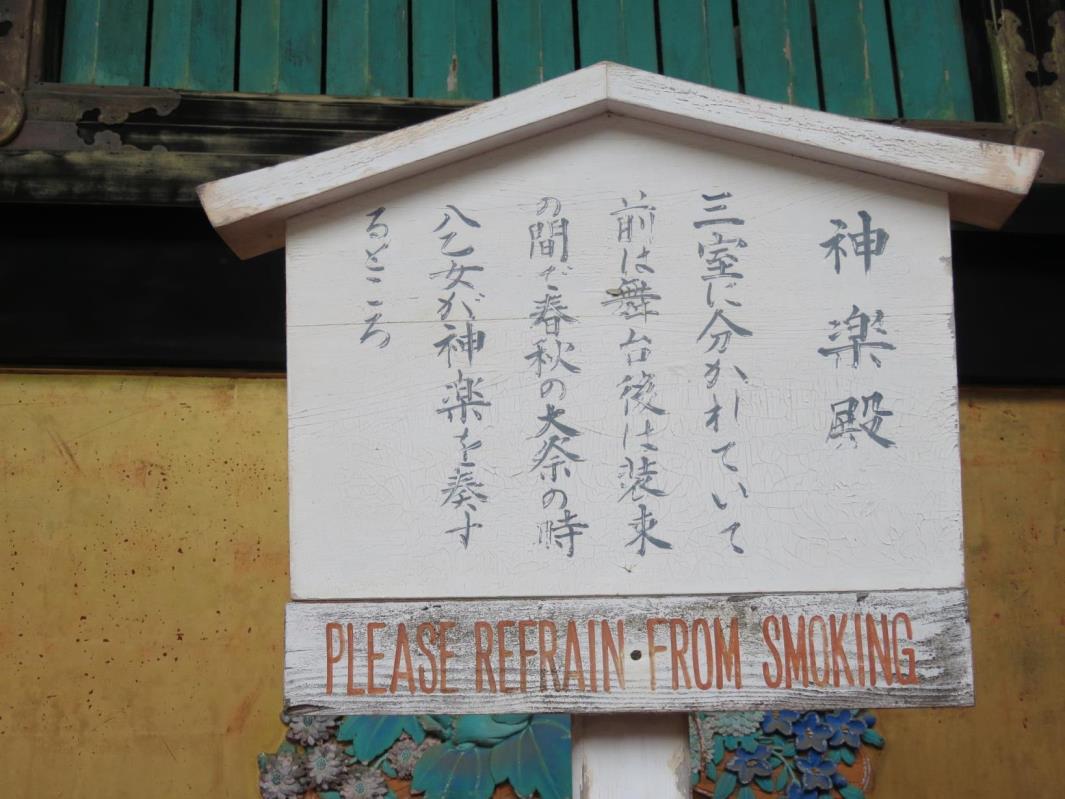 神楽殿
三室に分かれていて
前は舞台後は装束
の間だ春秋の大祭の時
八乙女が神楽を奏す
るところ
PLEASE REFRAIN FROM SMOKING